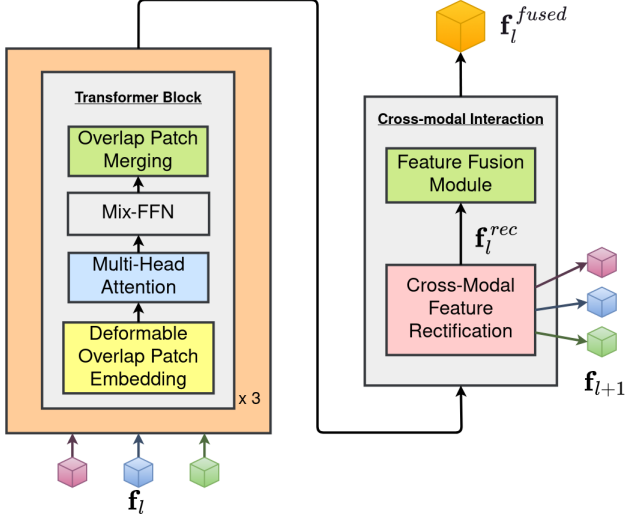 Transformer Block
Overlap Patch
Merging
Mix-FFN
Multi-Head
Attention
Deformable
Overlap Patch
Embedding
x 3
f_l
f_l^{fused}
Cross-modal Interaction
Feature Fusion
Module
f_l^{rec}
Cross-Modal
Feature
Rectification
f_{l+1}